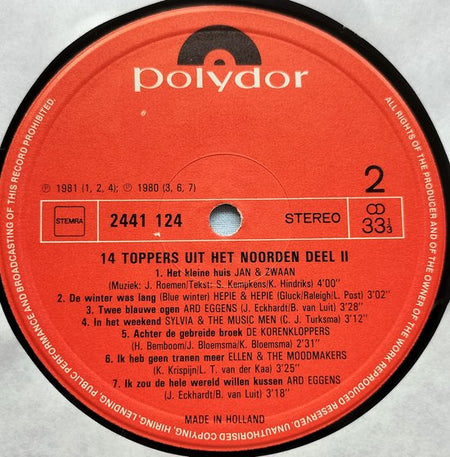 polydor
℗ 1981 (1, 2, 4); ℗ 1980 (3, 6, 7)
2
STEMRA
2441 124
STEREO
33 1/3
14 TOPPERS UIT HET NOORDEN DEEL II
1. Het kleine huis JAN & ZWAAN
(Muziek: J. Roemen/Tekst: S. Kempkens/K. Hindriks) 4'00"
2. De winter was lang (Blue winter) HEPIE & HEPIE (Gluck/Raleigh/L. Post) 3'02"
3. Twee blauwe ogen ARD EGGENS (J. Eckhardt/B. van Luit) 3'28"
4. In het weekend SYLVIA & THE MUSIC MEN (C. J. Turksma) 3'12"
5. Achter de gebreide broek DE KORENKLOPPERS
(H. Bemboom/J. Bloesma/K. Bloemsma) 2'31"
6. Ik heb geen tranen meer ELLEN & THE MOODMAKERS
(K. Krispijn/L. T. van der Kaa) 3'25"
7. Ik zou de hele wereld willen kussen ARD EGGENS
(J. Eckhardt/B. van Luit) 3'18"
MADE IN HOLLAND
ALL RIGHTS OF THE PRODUCER AND OF THE OWNER OF THE WORK REPRODUCED RESERVED. UNAUTHORISED COPYING, HIRING, LENDING, PUBLIC PERFORMANCE AND BROADCASTING OF THIS RECORD PROHIBITED.